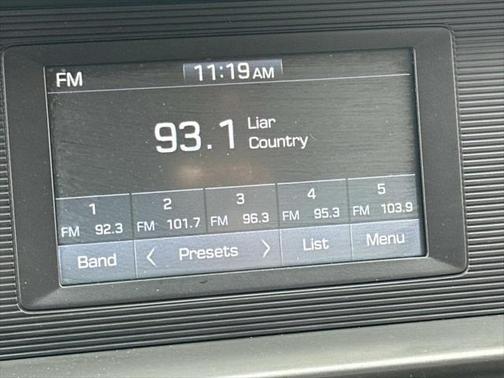 FM 11:19 AM
93.1 Liar
Country
1 2 3 4 5
FM 92.3 FM 101.7 FM 96.3 FM 95.3 FM 103.9
Band < Presets > List Menu